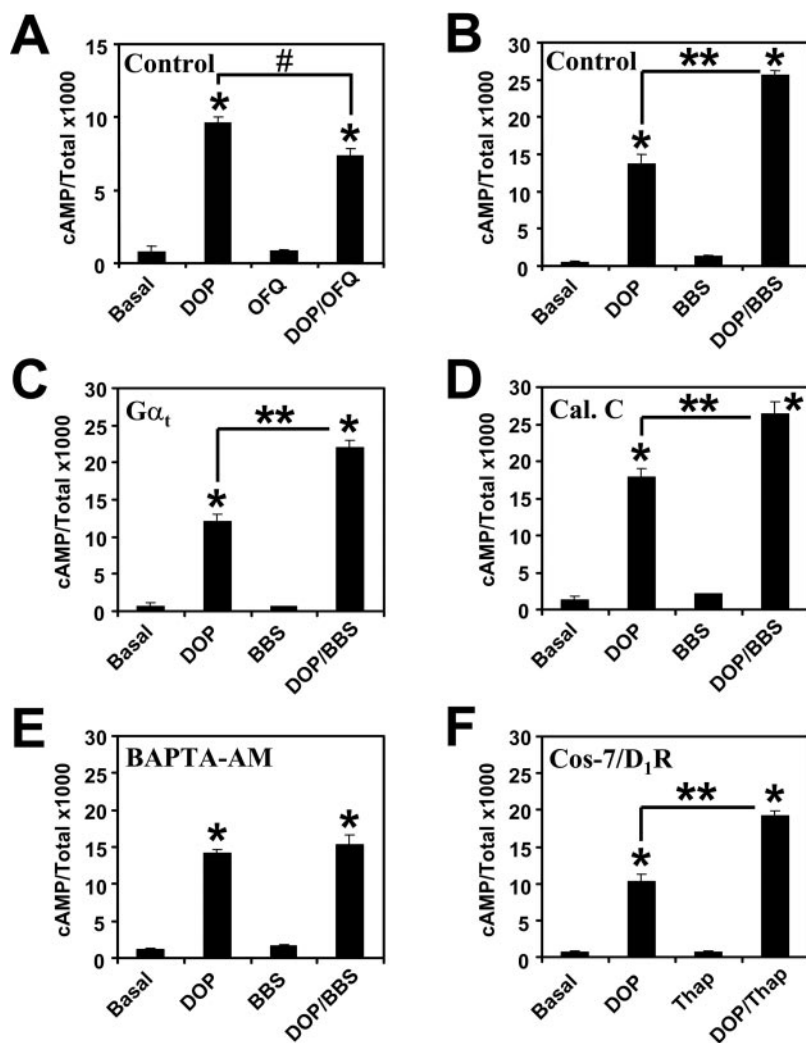 A
Control
#
*
*
cAMP/Total x1000
15
10
5
0
Basal
DOP
OFQ
DOP/OFQ
B
Control
**
*
*
cAMP/Total x1000
30
25
20
15
10
5
0
Basal
DOP
BBS
DOP/BBS
C
Gαt
**
*
*
cAMP/Total x1000
30
25
20
15
10
5
0
Basal
DOP
BBS
DOP/BBS
D
Cal. C
**
*
*
cAMP/Total x1000
30
25
20
15
10
5
0
Basal
DOP
BBS
DOP/BBS
E
BAPTA-AM
*
*
cAMP/Total x1000
30
25
20
15
10
5
0
Basal
DOP
BBS
DOP/BBS
F
Cos-7/D1R
**
*
*
cAMP/Total x1000
30
25
20
15
10
5
0
Basal
DOP
Thap
DOP/Thap